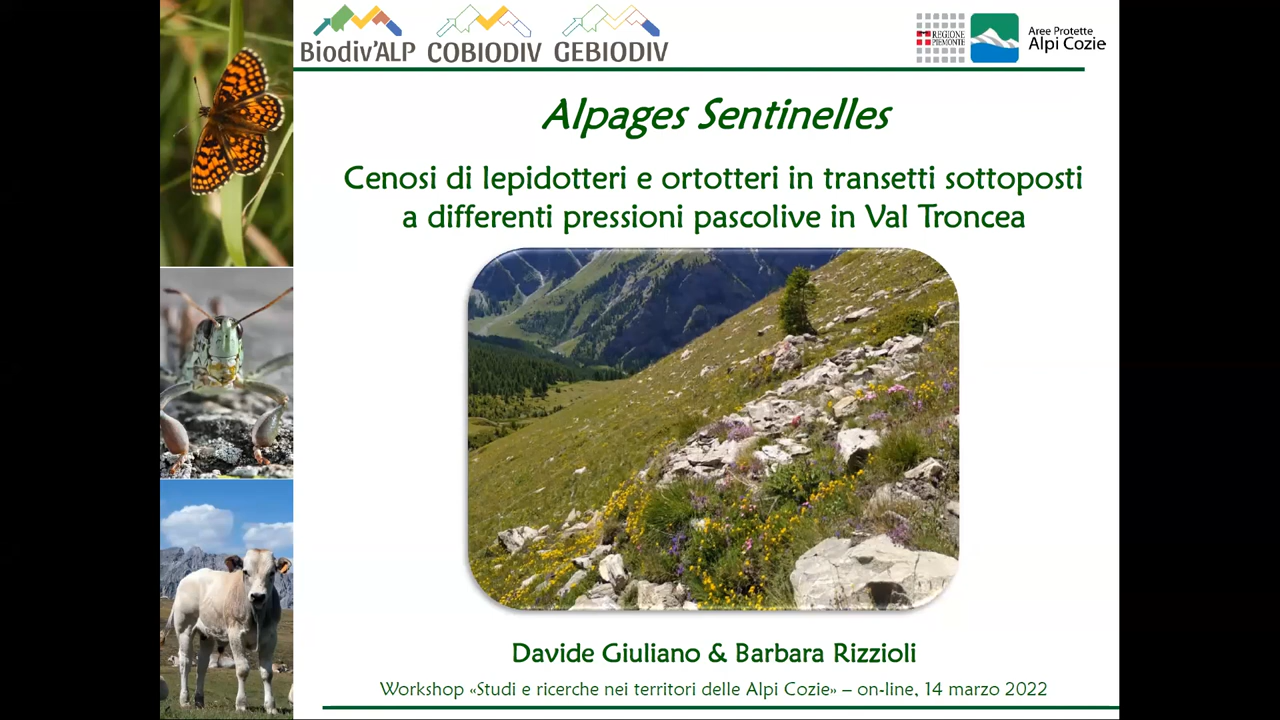 Biodiv'ALP COBIODIV GEBIODIV
REGIONE
PIEMONTE
Aree Protette
Alpi Cozie
Alpages Sentinelles
Cenosi di lepidotteri e ortotteri in transetti sottoposti
a differenti pressioni pascolive in Val Troncea
Davide Giuliano & Barbara Rizzioli
Workshop «Studi e ricerche nei territori delle Alpi Cozie» – on-line, 14 marzo 2022